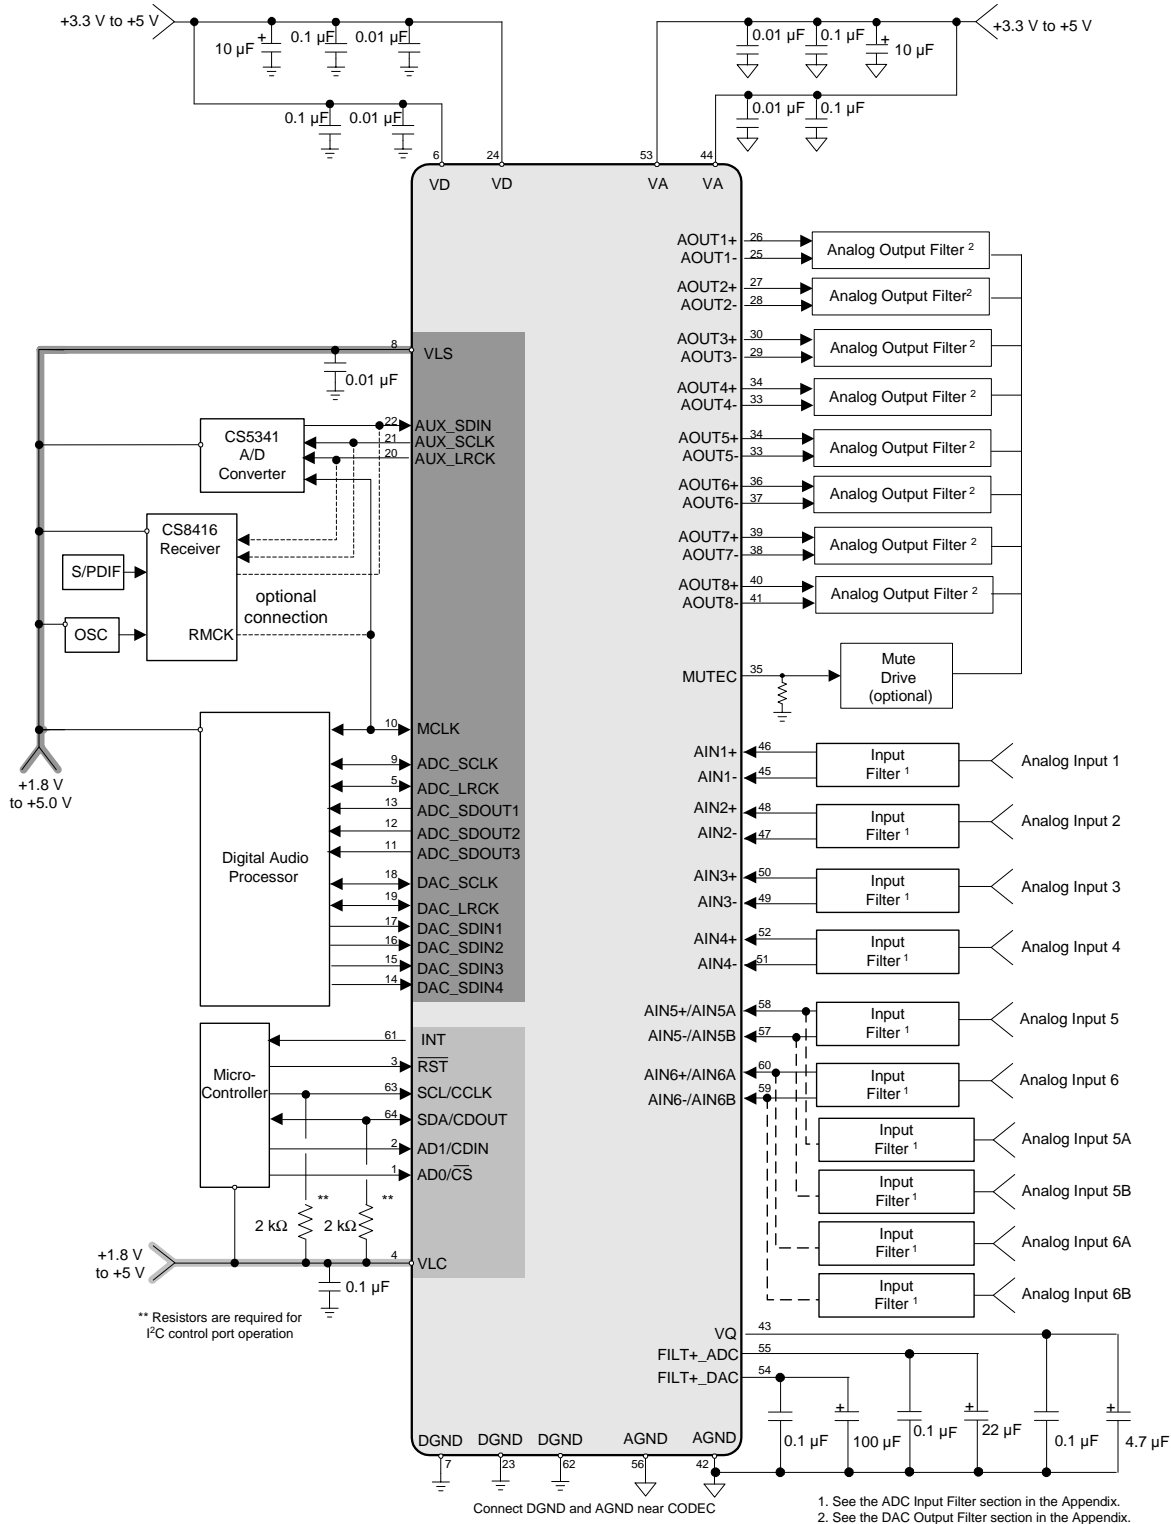 +3.3 V to +5 V
10 µF
+
0.1 µF
0.01 µF
0.1 µF
0.01 µF
0.01 µF
0.1 µF
+
10 µF
+3.3 V to +5 V
0.01 µF
0.1 µF
6
24
53
44
VD
VD
VA
VA
8
VLS
0.01 µF
CS5341
A/D
Converter
22
AUX_SDIN
21
AUX_SCLK
20
AUX_LRCK
CS8416
Receiver
S/PDIF
OSC
RMCK
optional
connection
+1.8 V
to +5.0 V
Digital Audio
Processor
10
MCLK
9
ADC_SCLK
5
ADC_LRCK
13
ADC_SDOUT1
12
ADC_SDOUT2
11
ADC_SDOUT3
18
DAC_SCLK
19
DAC_LRCK
17
DAC_SDIN1
16
DAC_SDIN2
15
DAC_SDIN3
14
DAC_SDIN4
Micro-
Controller
61
INT
3
RST
63
SCL/CCLK
64
SDA/CDOUT
2
AD1/CDIN
1
AD0/CS
**
2 kΩ
**
2 kΩ
+1.8 V
to +5 V
4
VLC
0.1 µF
** Resistors are required for
I²C control port operation
AOUT1+
26
AOUT1-
25
Analog Output Filter ²
AOUT2+
27
AOUT2-
28
Analog Output Filter²
AOUT3+
30
AOUT3-
29
Analog Output Filter ²
AOUT4+
34
AOUT4-
33
Analog Output Filter ²
AOUT5+
34
AOUT5-
33
Analog Output Filter ²
AOUT6+
36
AOUT6-
37
Analog Output Filter ²
AOUT7+
39
AOUT7-
38
Analog Output Filter ²
AOUT8+
40
AOUT8-
41
Analog Output Filter ²
MUTEC
35
Mute
Drive
(optional)
AIN1+
46
AIN1-
45
Input
Filter ¹
Analog Input 1
AIN2+
48
AIN2-
47
Input
Filter ¹
Analog Input 2
AIN3+
50
AIN3-
49
Input
Filter ¹
Analog Input 3
AIN4+
52
AIN4-
51
Input
Filter ¹
Analog Input 4
AIN5+/AIN5A
58
AIN5-/AIN5B
57
Input
Filter ¹
Analog Input 5
AIN6+/AIN6A
60
AIN6-/AIN6B
59
Input
Filter ¹
Analog Input 6
Input
Filter ¹
Analog Input 5A
Input
Filter ¹
Analog Input 5B
Input
Filter ¹
Analog Input 6A
Input
Filter ¹
Analog Input 6B
VQ
43
FILT+_ADC
55
FILT+_DAC
54
0.1 µF
+
100 µF
0.1 µF
+
22 µF
0.1 µF
+
4.7 µF
DGND
DGND
DGND
AGND
AGND
7
23
62
56
42
Connect DGND and AGND near CODEC
1. See the ADC Input Filter section in the Appendix.
2. See the DAC Output Filter section in the Appendix.